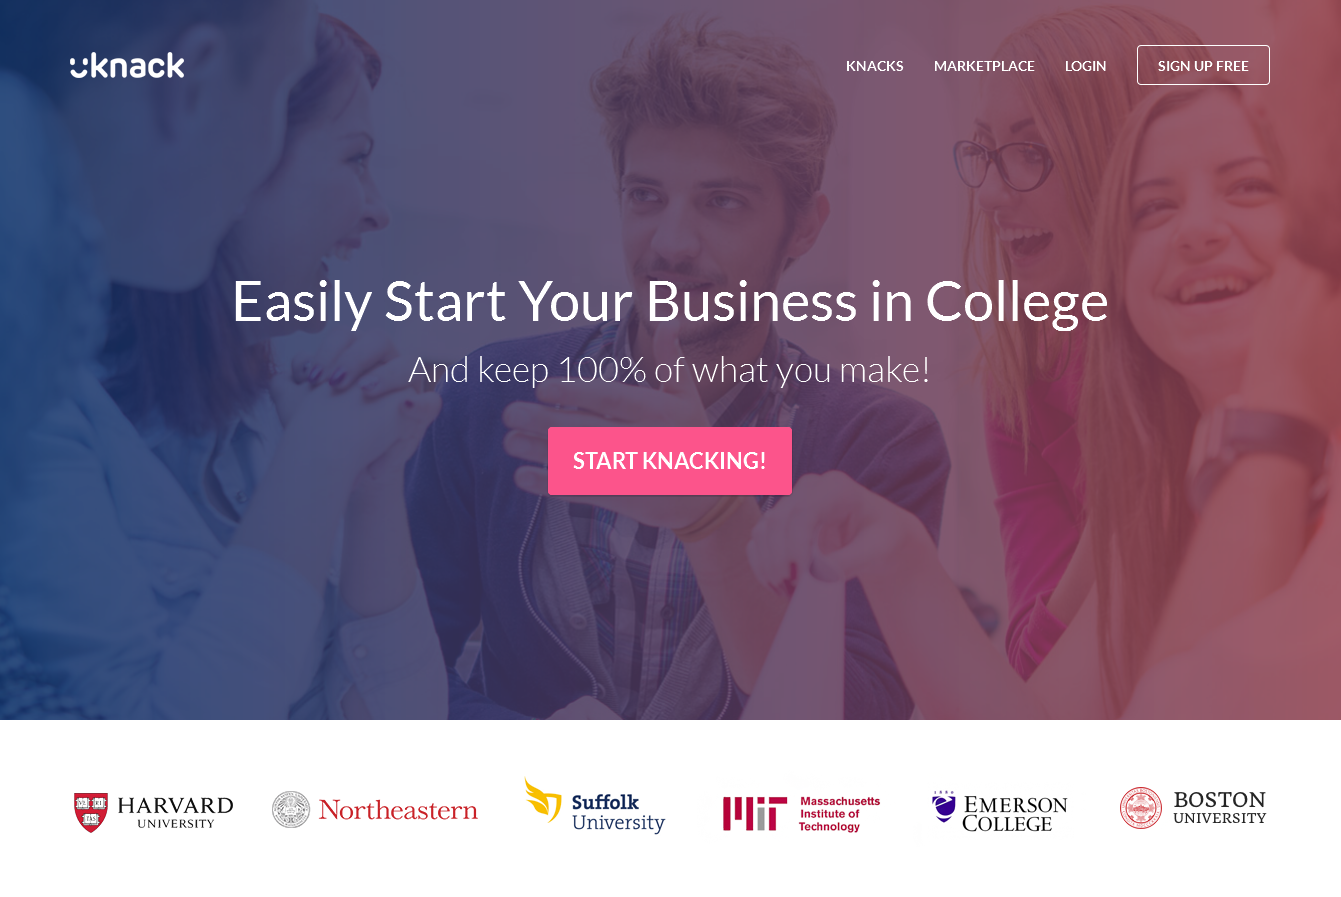 uknack
KNACKS
MARKETPLACE
LOGIN
SIGN UP FREE
Easily Start Your Business in College
And keep 100% of what you make!
START KNACKING!
HARVARD
UNIVERSITY
Northeastern
Suffolk
University
MIT
Massachusetts
Institute of
Technology
1880
EMERSON
COLLEGE
BOSTON
UNIVERSITY